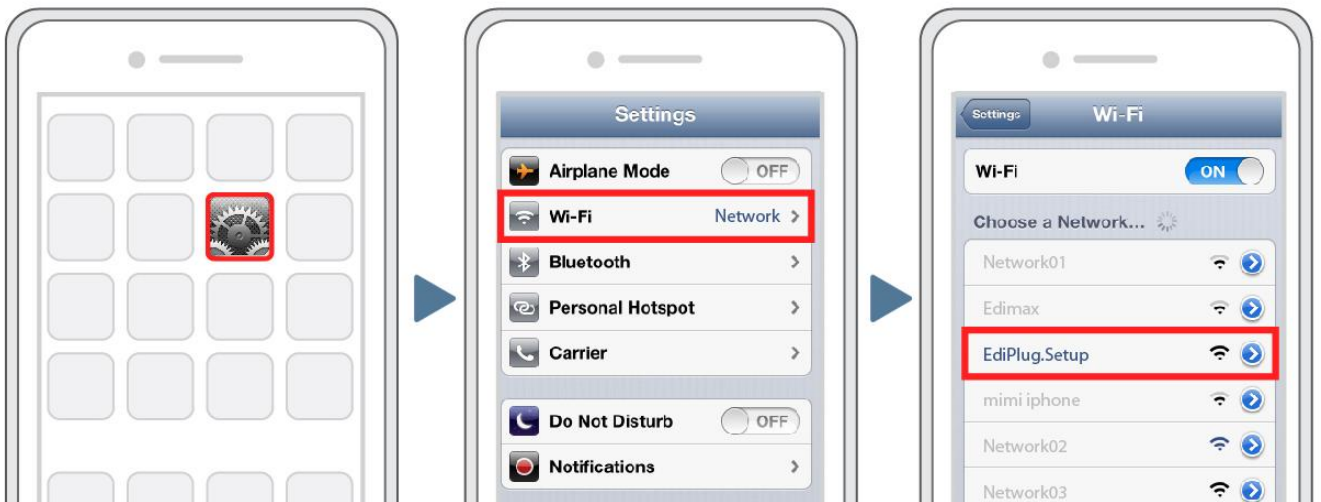 Settings
Airplane Mode OFF
Wi-Fi Network
Bluetooth
Personal Hotspot
Carrier
Do Not Disturb OFF
Notifications
Settings Wi-Fi
Wi-Fi ON
Choose a Network...
Network01
Edimax
EdiPlug.Setup
mimi iphone
Network02
Network03